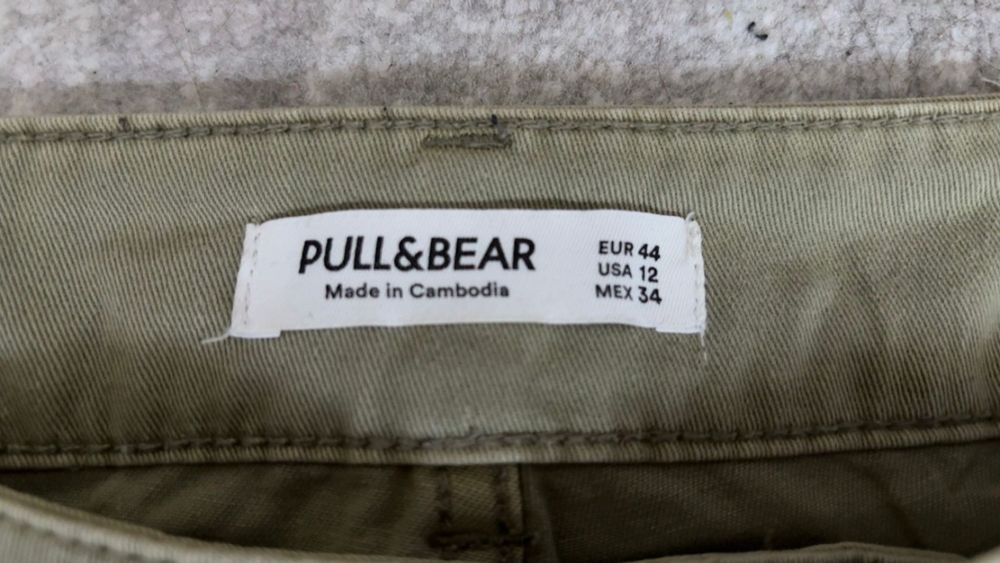 PULL&BEAR
Made in Cambodia
EUR 44
USA 12
MEX 34